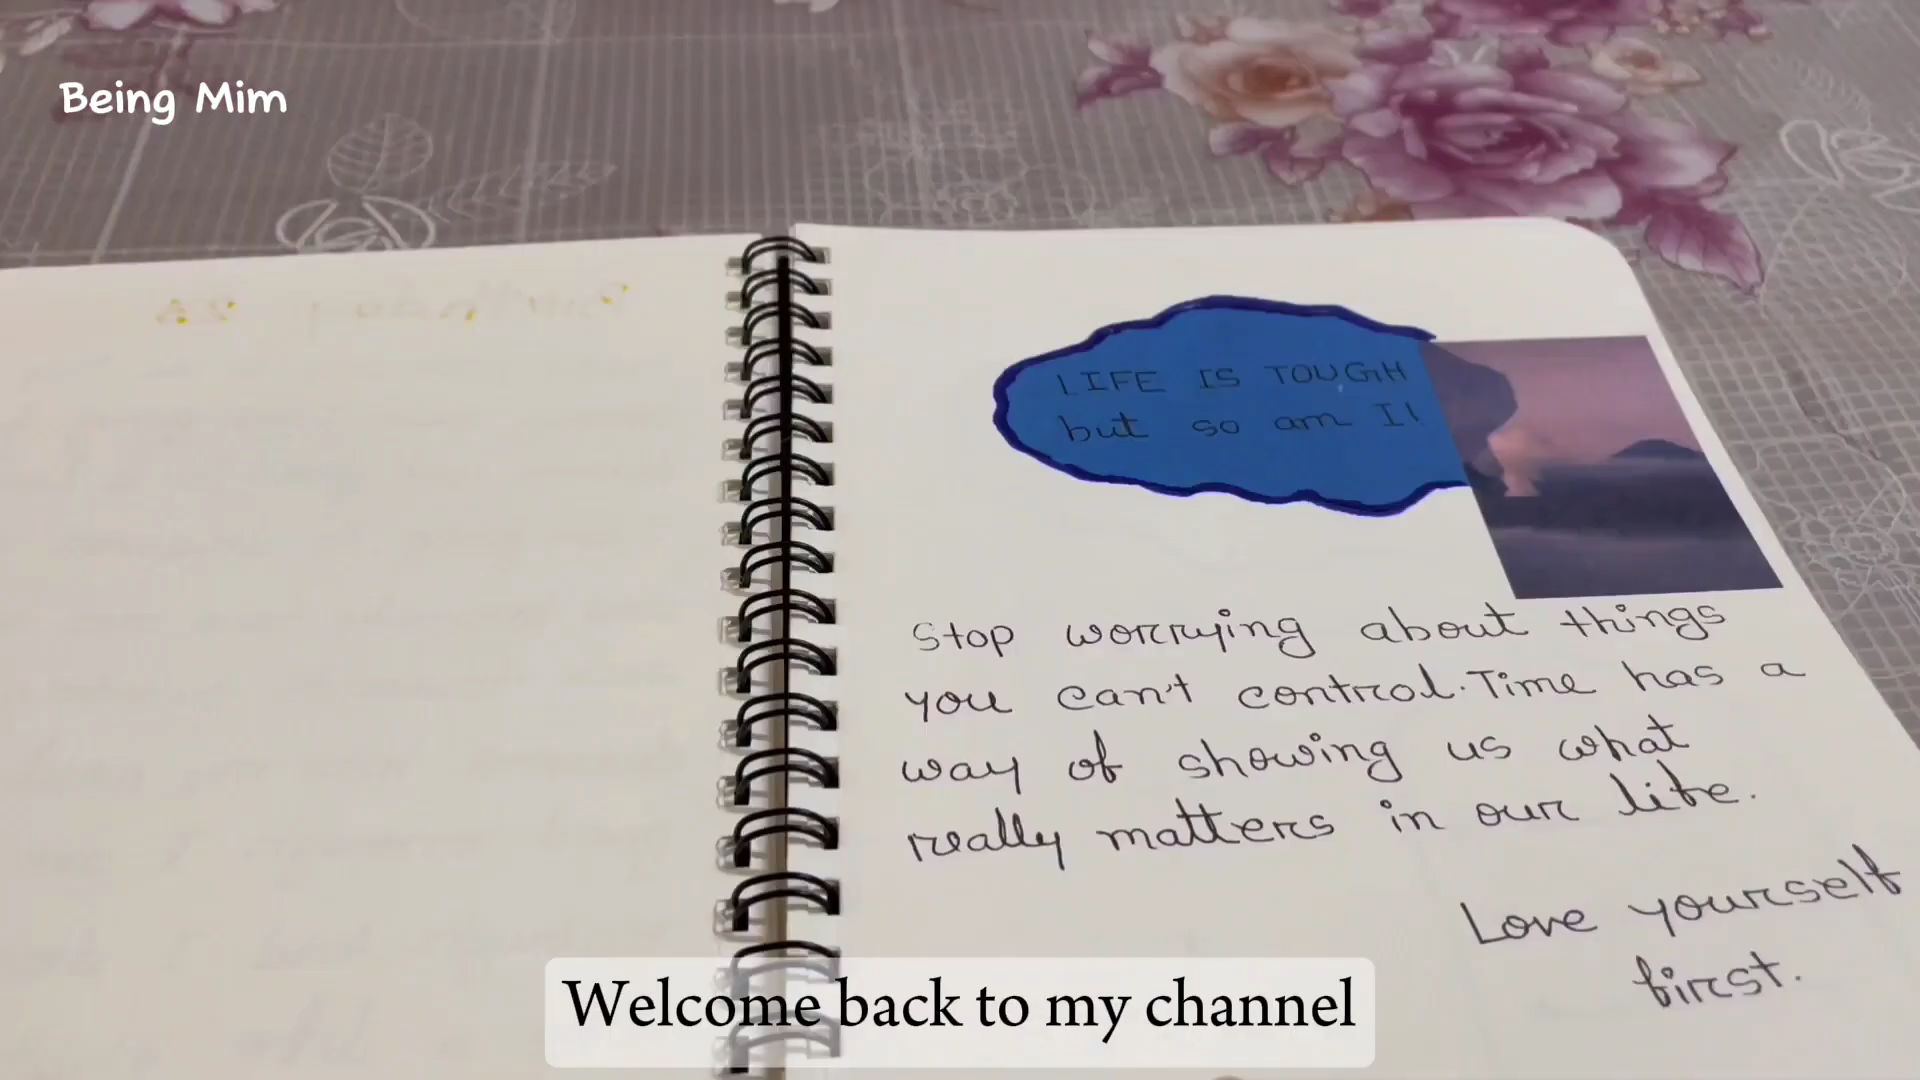 Being Mim
LIFE IS TOUGH
but so am I!
Stop worrying about things
you can't control. Time has a
way of showing us what
really matters in our life.
Love yourself
first.
Welcome back to my channel